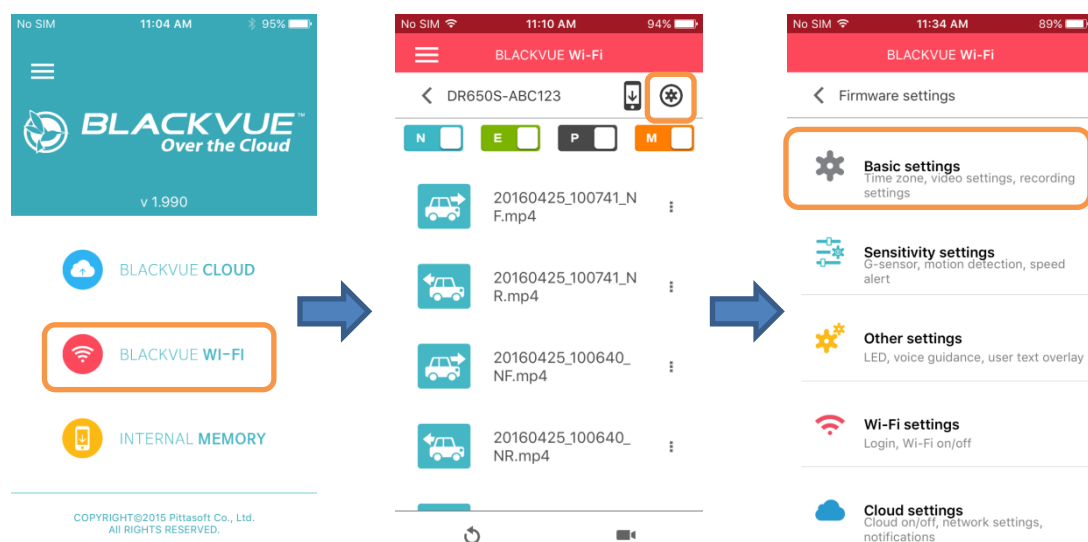 No SIM 11:04 AM 95%
BLACKVUE™
Over the Cloud
v 1.990
BLACKVUE CLOUD
BLACKVUE WI-FI
INTERNAL MEMORY
COPYRIGHT©2015 Pittasoft Co., Ltd.
All RIGHTS RESERVED.
No SIM 11:10 AM 94%
BLACKVUE Wi-Fi
DR650S-ABC123
N E P M
20160425_100741_N
F.mp4
20160425_100741_N
R.mp4
20160425_100640_
NF.mp4
20160425_100640_
NR.mp4
No SIM 11:34 AM 89%
BLACKVUE Wi-Fi
Firmware settings
Basic settings
Time zone, video settings, recording
settings
Sensitivity settings
G-sensor, motion detection, speed
alert
Other settings
LED, voice guidance, user text overlay
Wi-Fi settings
Login, Wi-Fi on/off
Cloud settings
Cloud on/off, network settings,
notifications